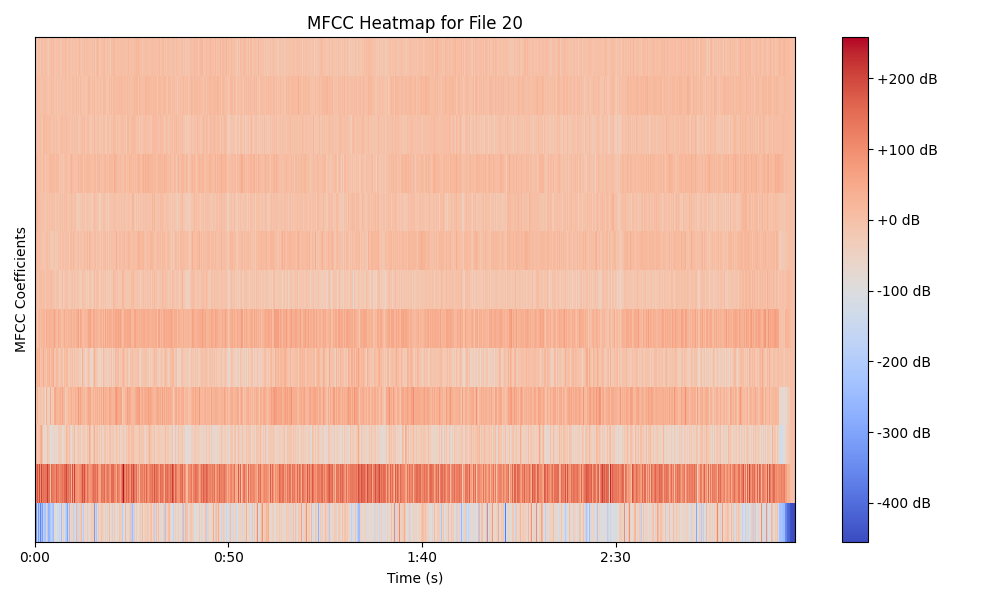 MFCC Heatmap for File 20
MFCC Coefficients
+200 dB
+100 dB
+0 dB
-100 dB
-200 dB
-300 dB
-400 dB
0:00 0:50 1:40 2:30
Time (s)